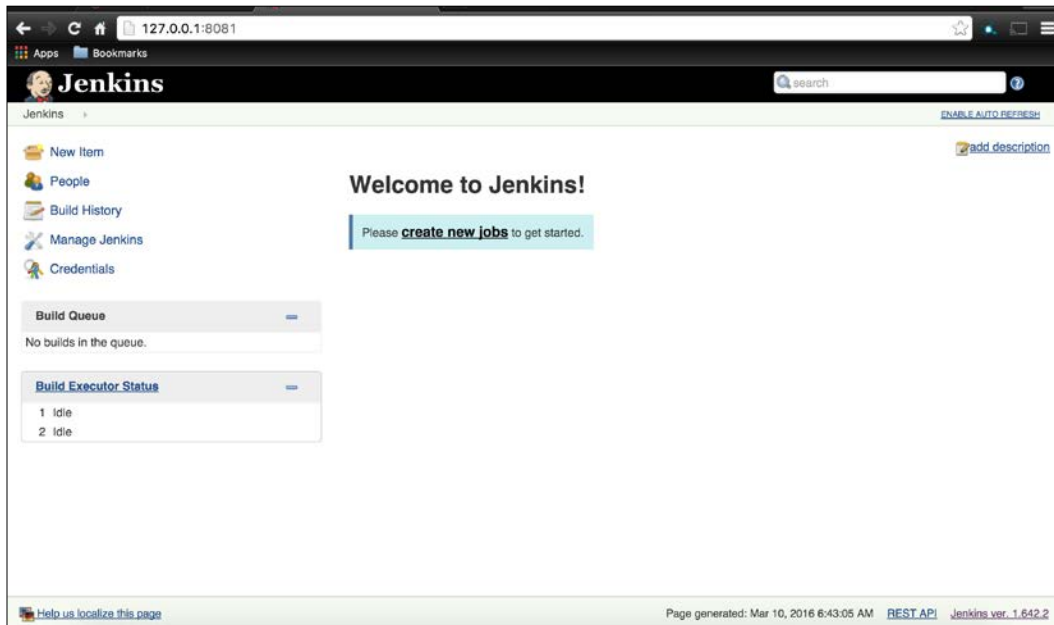 127.0.0.1:8081
Apps Bookmarks
Jenkins
search
Jenkins
ENABLE AUTO REFRESH
New Item
add description
People
Build History
Manage Jenkins
Credentials
Welcome to Jenkins!
Please create new jobs to get started.
Build Queue
No builds in the queue.
Build Executor Status
1 Idle
2 Idle
Help us localize this page
Page generated: Mar 10, 2016 6:43:05 AM REST API Jenkins ver. 1.642.2